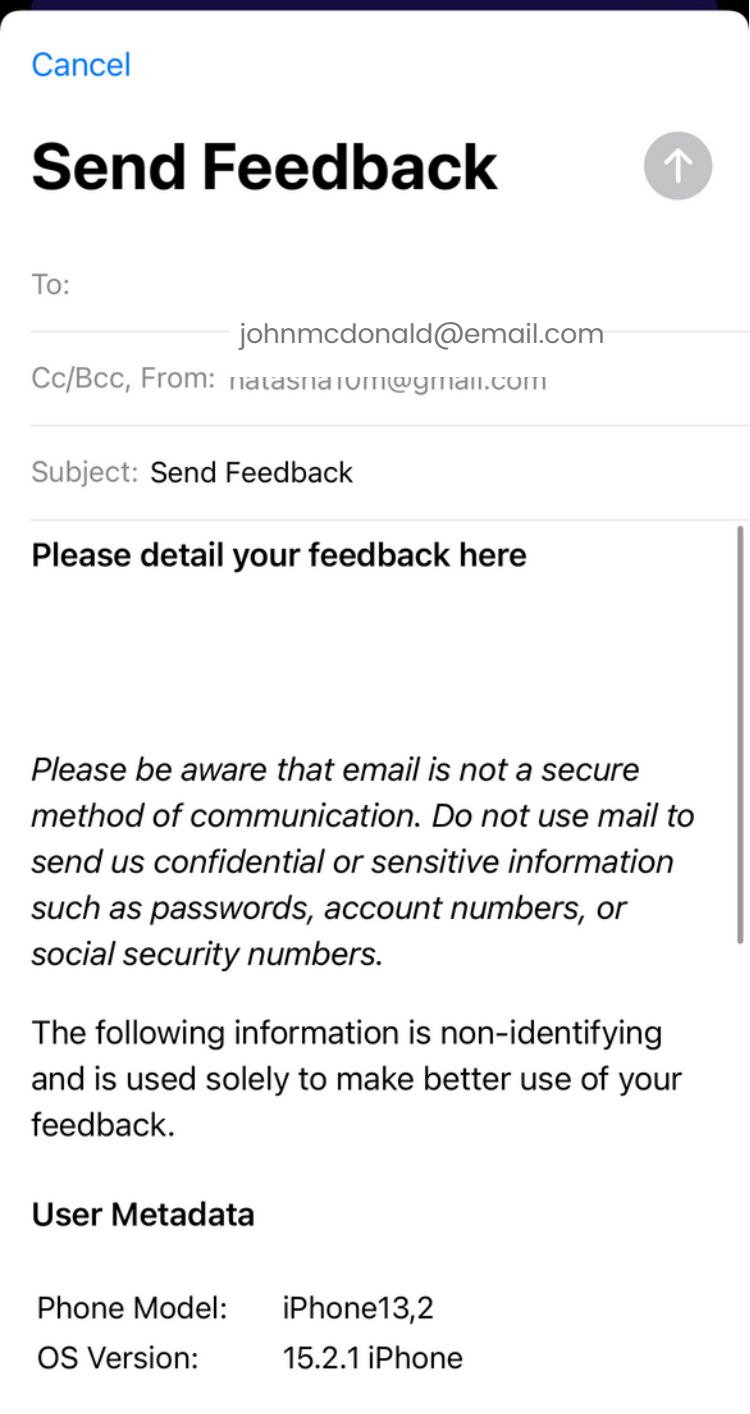 Cancel
Send Feedback
To:
johnmcdonald@email.com
Cc/Bcc, From:
Subject: Send Feedback
Please detail your feedback here
Please be aware that email is not a secure
method of communication. Do not use mail to
send us confidential or sensitive information
such as passwords, account numbers, or
social security numbers.
The following information is non-identifying
and is used solely to make better use of your
feedback.
User Metadata
Phone Model: iPhone13,2
OS Version: 15.2.1 iPhone